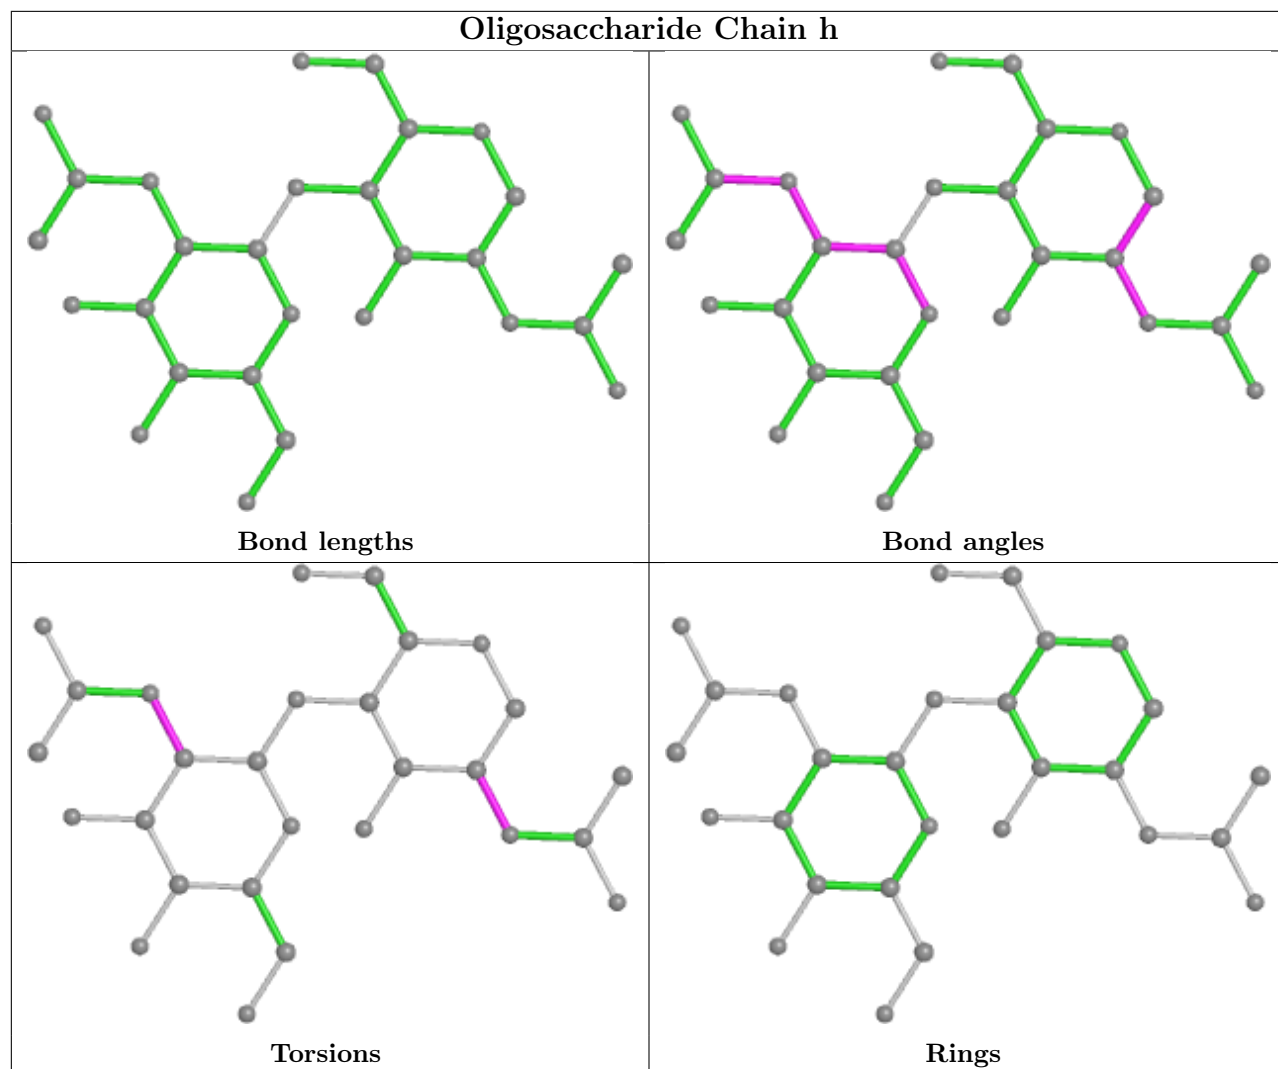 Oligosaccharide Chain h
Bond lengths
Bond angles
Torsions
Rings